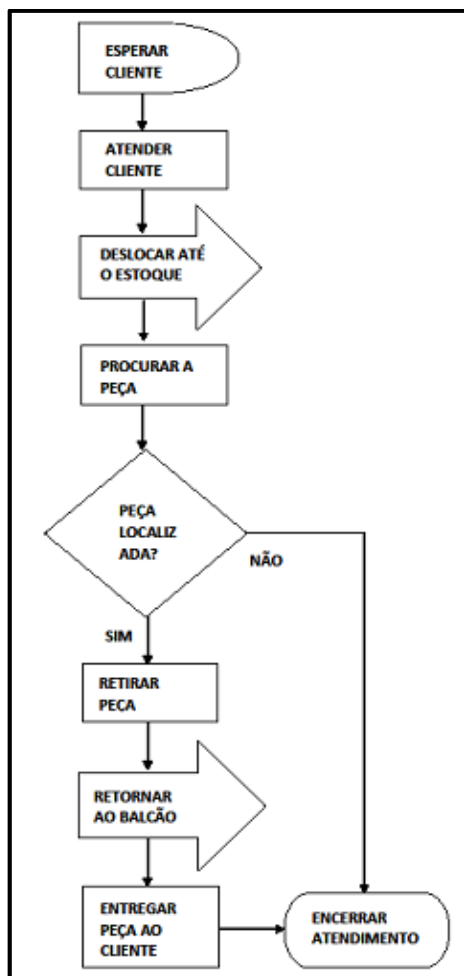 ESPERAR
CLIENTE
ATENDER
CLIENTE
DESLOCAR ATÉ
O ESTOQUE
PROCURAR A
PEÇA
PEÇA
LOCALIZ
ADA?
NÃO
SIM
RETIRAR
PEÇA
RETORNAR
AO BALCÃO
ENTREGAR
PEÇA AO
CLIENTE
ENCERRAR
ATENDIMENTO